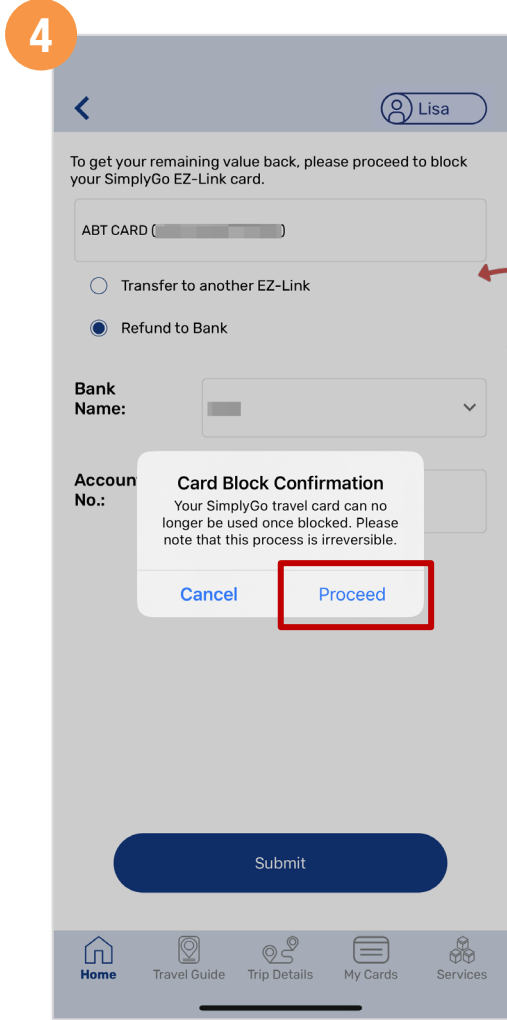 4
Lisa
To get your remaining value back, please proceed to block
your SimplyGo EZ-Link card.
ABT CARD ( )
Transfer to another EZ-Link
Refund to Bank
Bank
Name:
Accoun
No.:
Card Block Confirmation
Your SimplyGo travel card can no
longer be used once blocked. Please
note that this process is irreversible.
Cancel Proceed
Submit
Home Travel Guide Trip Details My Cards Services